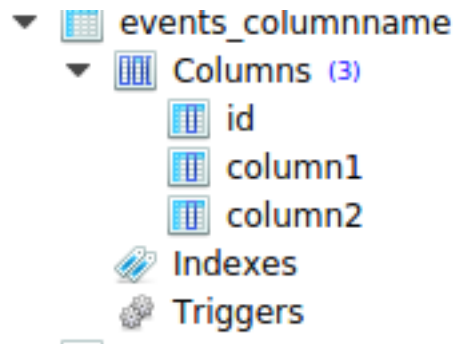 events_columnname
Columns (3)
id
column1
column2
Indexes
Triggers